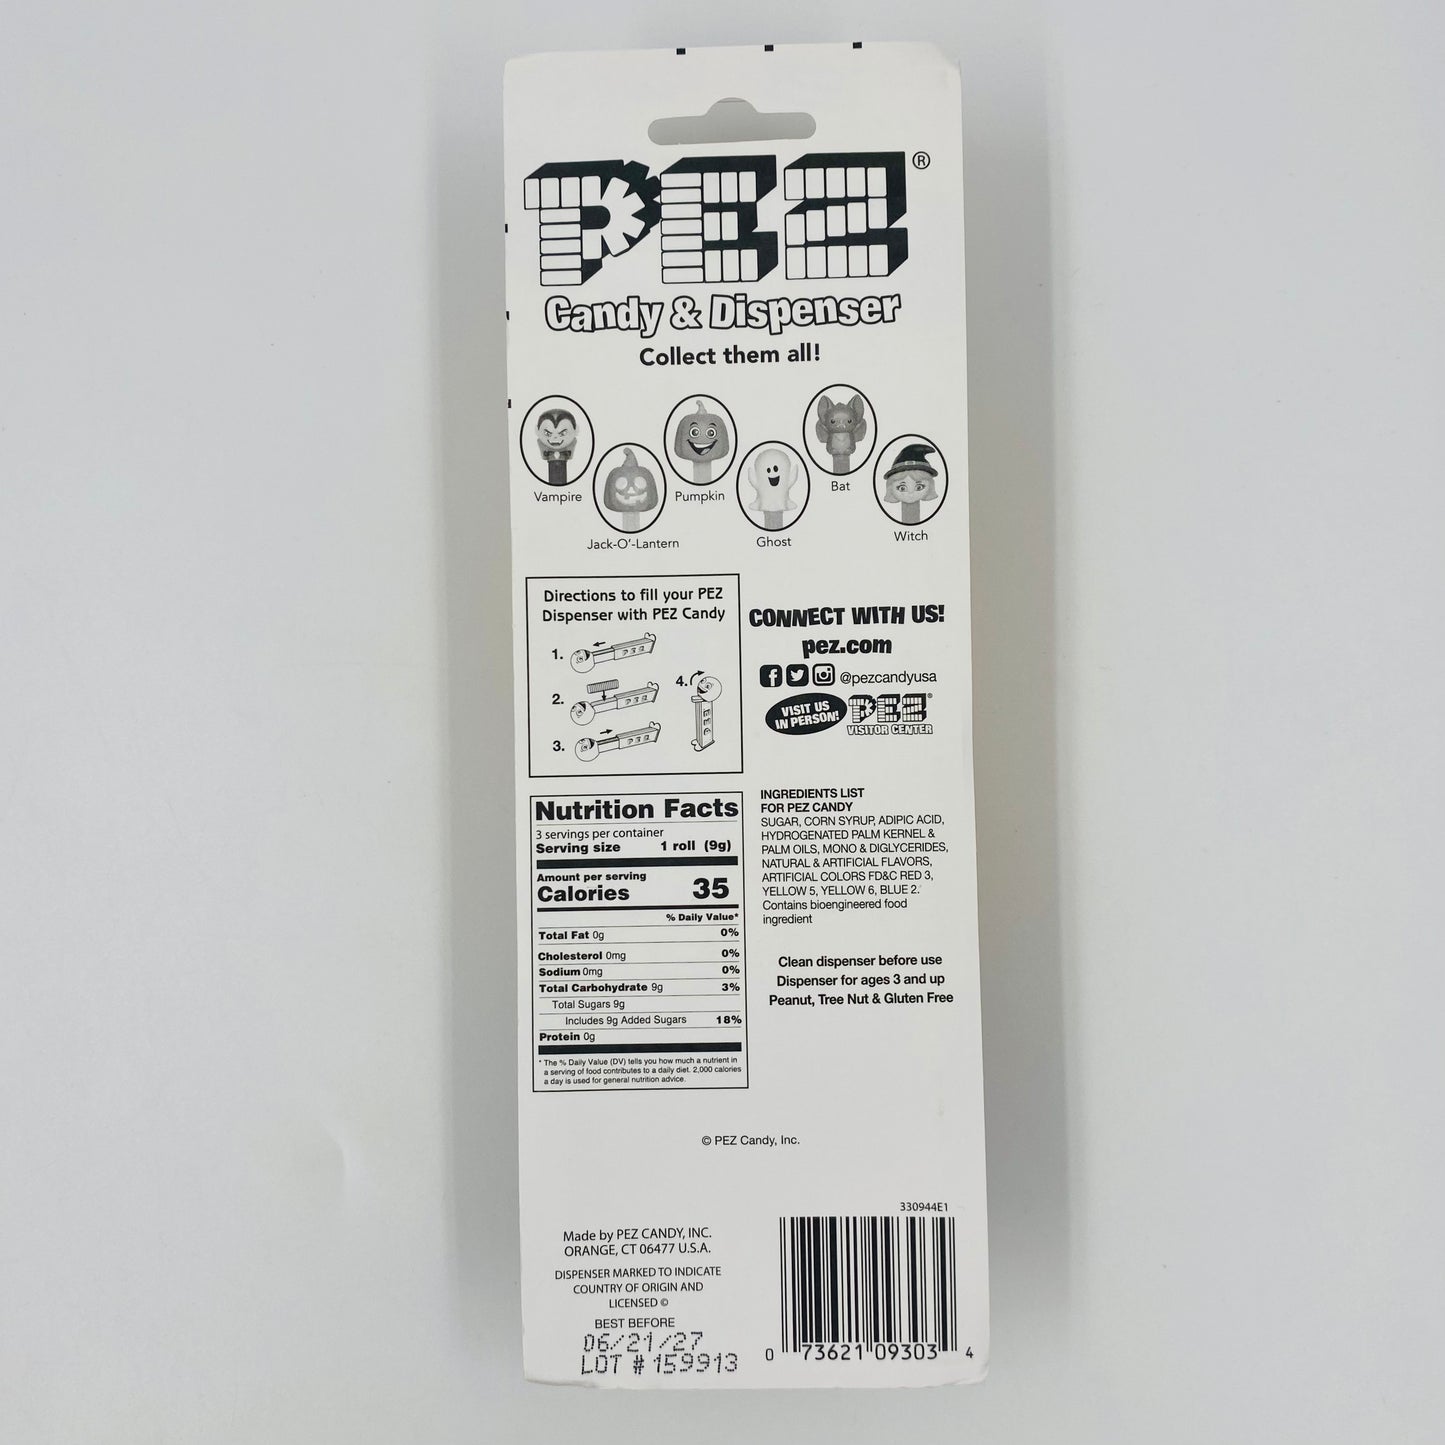 PEZ®
Candy & Dispenser
Collect them all!
Vampire
Jack-O'-Lantern
Pumpkin
Ghost
Bat
Witch
Directions to fill your PEZ
Dispenser with PEZ Candy
1.
PEZ
2.
PEZ
3.
PEZ
4.
PEZ
CONNECT WITH US!
pez.com
@pezcandyusa
VISIT US
IN PERSON!
PEZ®
VISITOR CENTER
Nutrition Facts
3 servings per container
Serving size 1 roll (9g)
Amount per serving
Calories 35
% Daily Value*
Total Fat 0g 0%
Cholesterol 0mg 0%
Sodium 0mg 0%
Total Carbohydrate 9g 3%
Total Sugars 9g
Includes 9g Added Sugars 18%
Protein 0g
* The % Daily Value (DV) tells you how much a nutrient in
a serving of food contributes to a daily diet. 2,000 calories
a day is used for general nutrition advice.
INGREDIENTS LIST
FOR PEZ CANDY
SUGAR, CORN SYRUP, ADIPIC ACID,
HYDROGENATED PALM KERNEL &
PALM OILS, MONO & DIGLYCERIDES,
NATURAL & ARTIFICIAL FLAVORS,
ARTIFICIAL COLORS FD&C RED 3,
YELLOW 5, YELLOW 6, BLUE 2.
Contains bioengineered food
ingredient
Clean dispenser before use
Dispenser for ages 3 and up
Peanut, Tree Nut & Gluten Free
© PEZ Candy, Inc.
Made by PEZ CANDY, INC.
ORANGE, CT 06477 U.S.A.
DISPENSER MARKED TO INDICATE
COUNTRY OF ORIGIN AND
LICENSED ©
BEST BEFORE
06/21/27
LOT # 159913
330944E1
0 73621 09303 4